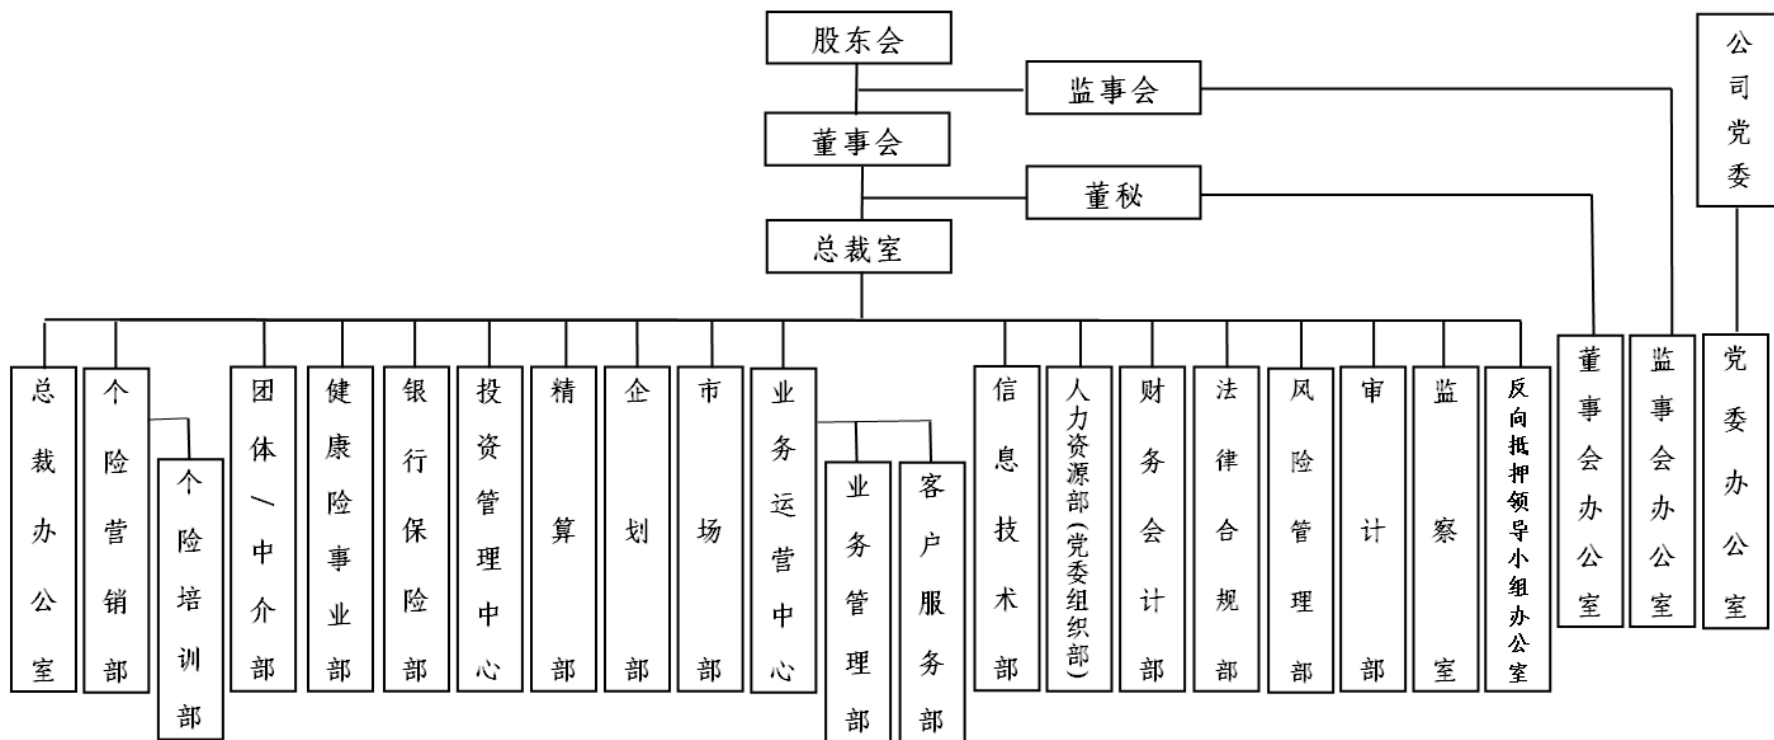 股东会
公司党委
监事会
董事会
董秘
总裁室
总裁办公室
个险营销部
个险培训部
团体/中介部
健康险事业部
银行保险部
投资管理中心
精算部
企划部
市场部
业务运营中心
业务管理部
客户服务部
信息技术部
人力资源部(党委组织部)
财务会计部
法律合规部
风险管理部
审计部
监察室
反向抵押领导小组办公室
董事会办公室
监事会办公室
党委办公室